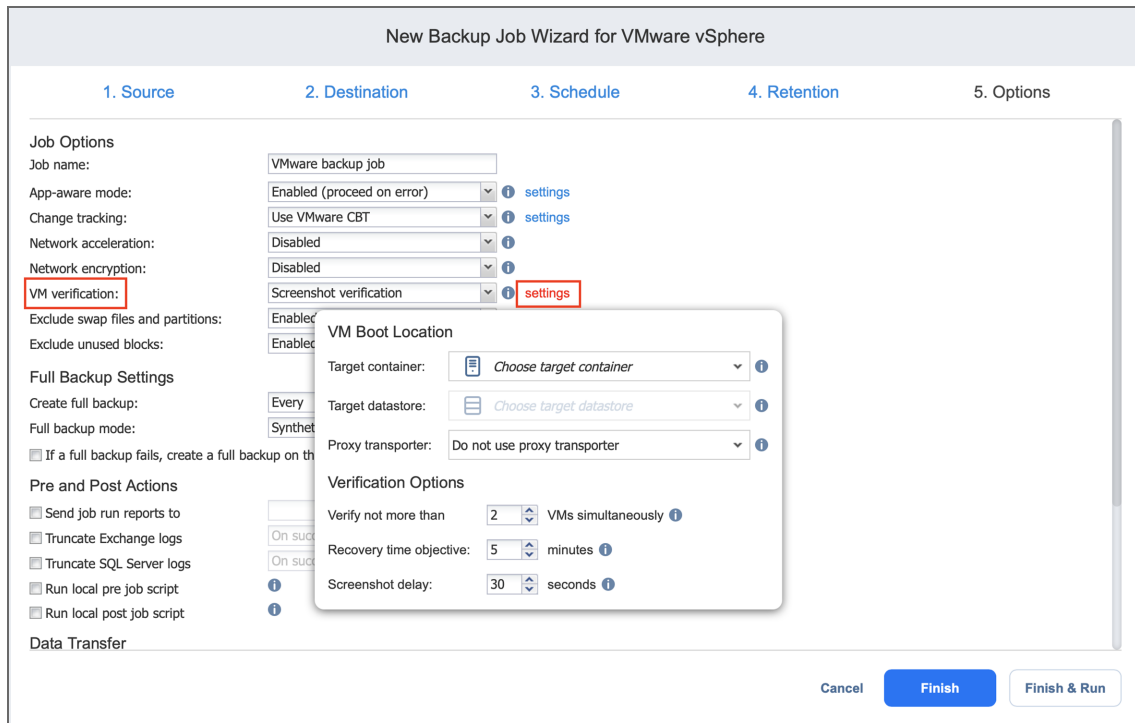 New Backup Job Wizard for VMware vSphere
1. Source 2. Destination 3. Schedule 4. Retention 5. Options
Job Options
Job name: VMware backup job
App-aware mode: Enabled (proceed on error) settings
Change tracking: Use VMware CBT settings
Network acceleration: Disabled
Network encryption: Disabled
VM verification: Screenshot verification settings
Exclude swap files and partitions: Enabled
Exclude unused blocks: Enabled
Full Backup Settings
Create full backup: Every
Full backup mode: Synthet
If a full backup fails, create a full backup on th
Pre and Post Actions
Send job run reports to
Truncate Exchange logs On succ
Truncate SQL Server logs On succ
Run local pre job script
Run local post job script
Data Transfer
VM Boot Location
Target container: Choose target container
Target datastore: Choose target datastore
Proxy transporter: Do not use proxy transporter
Verification Options
Verify not more than 2 VMs simultaneously
Recovery time objective: 5 minutes
Screenshot delay: 30 seconds
Cancel Finish Finish & Run